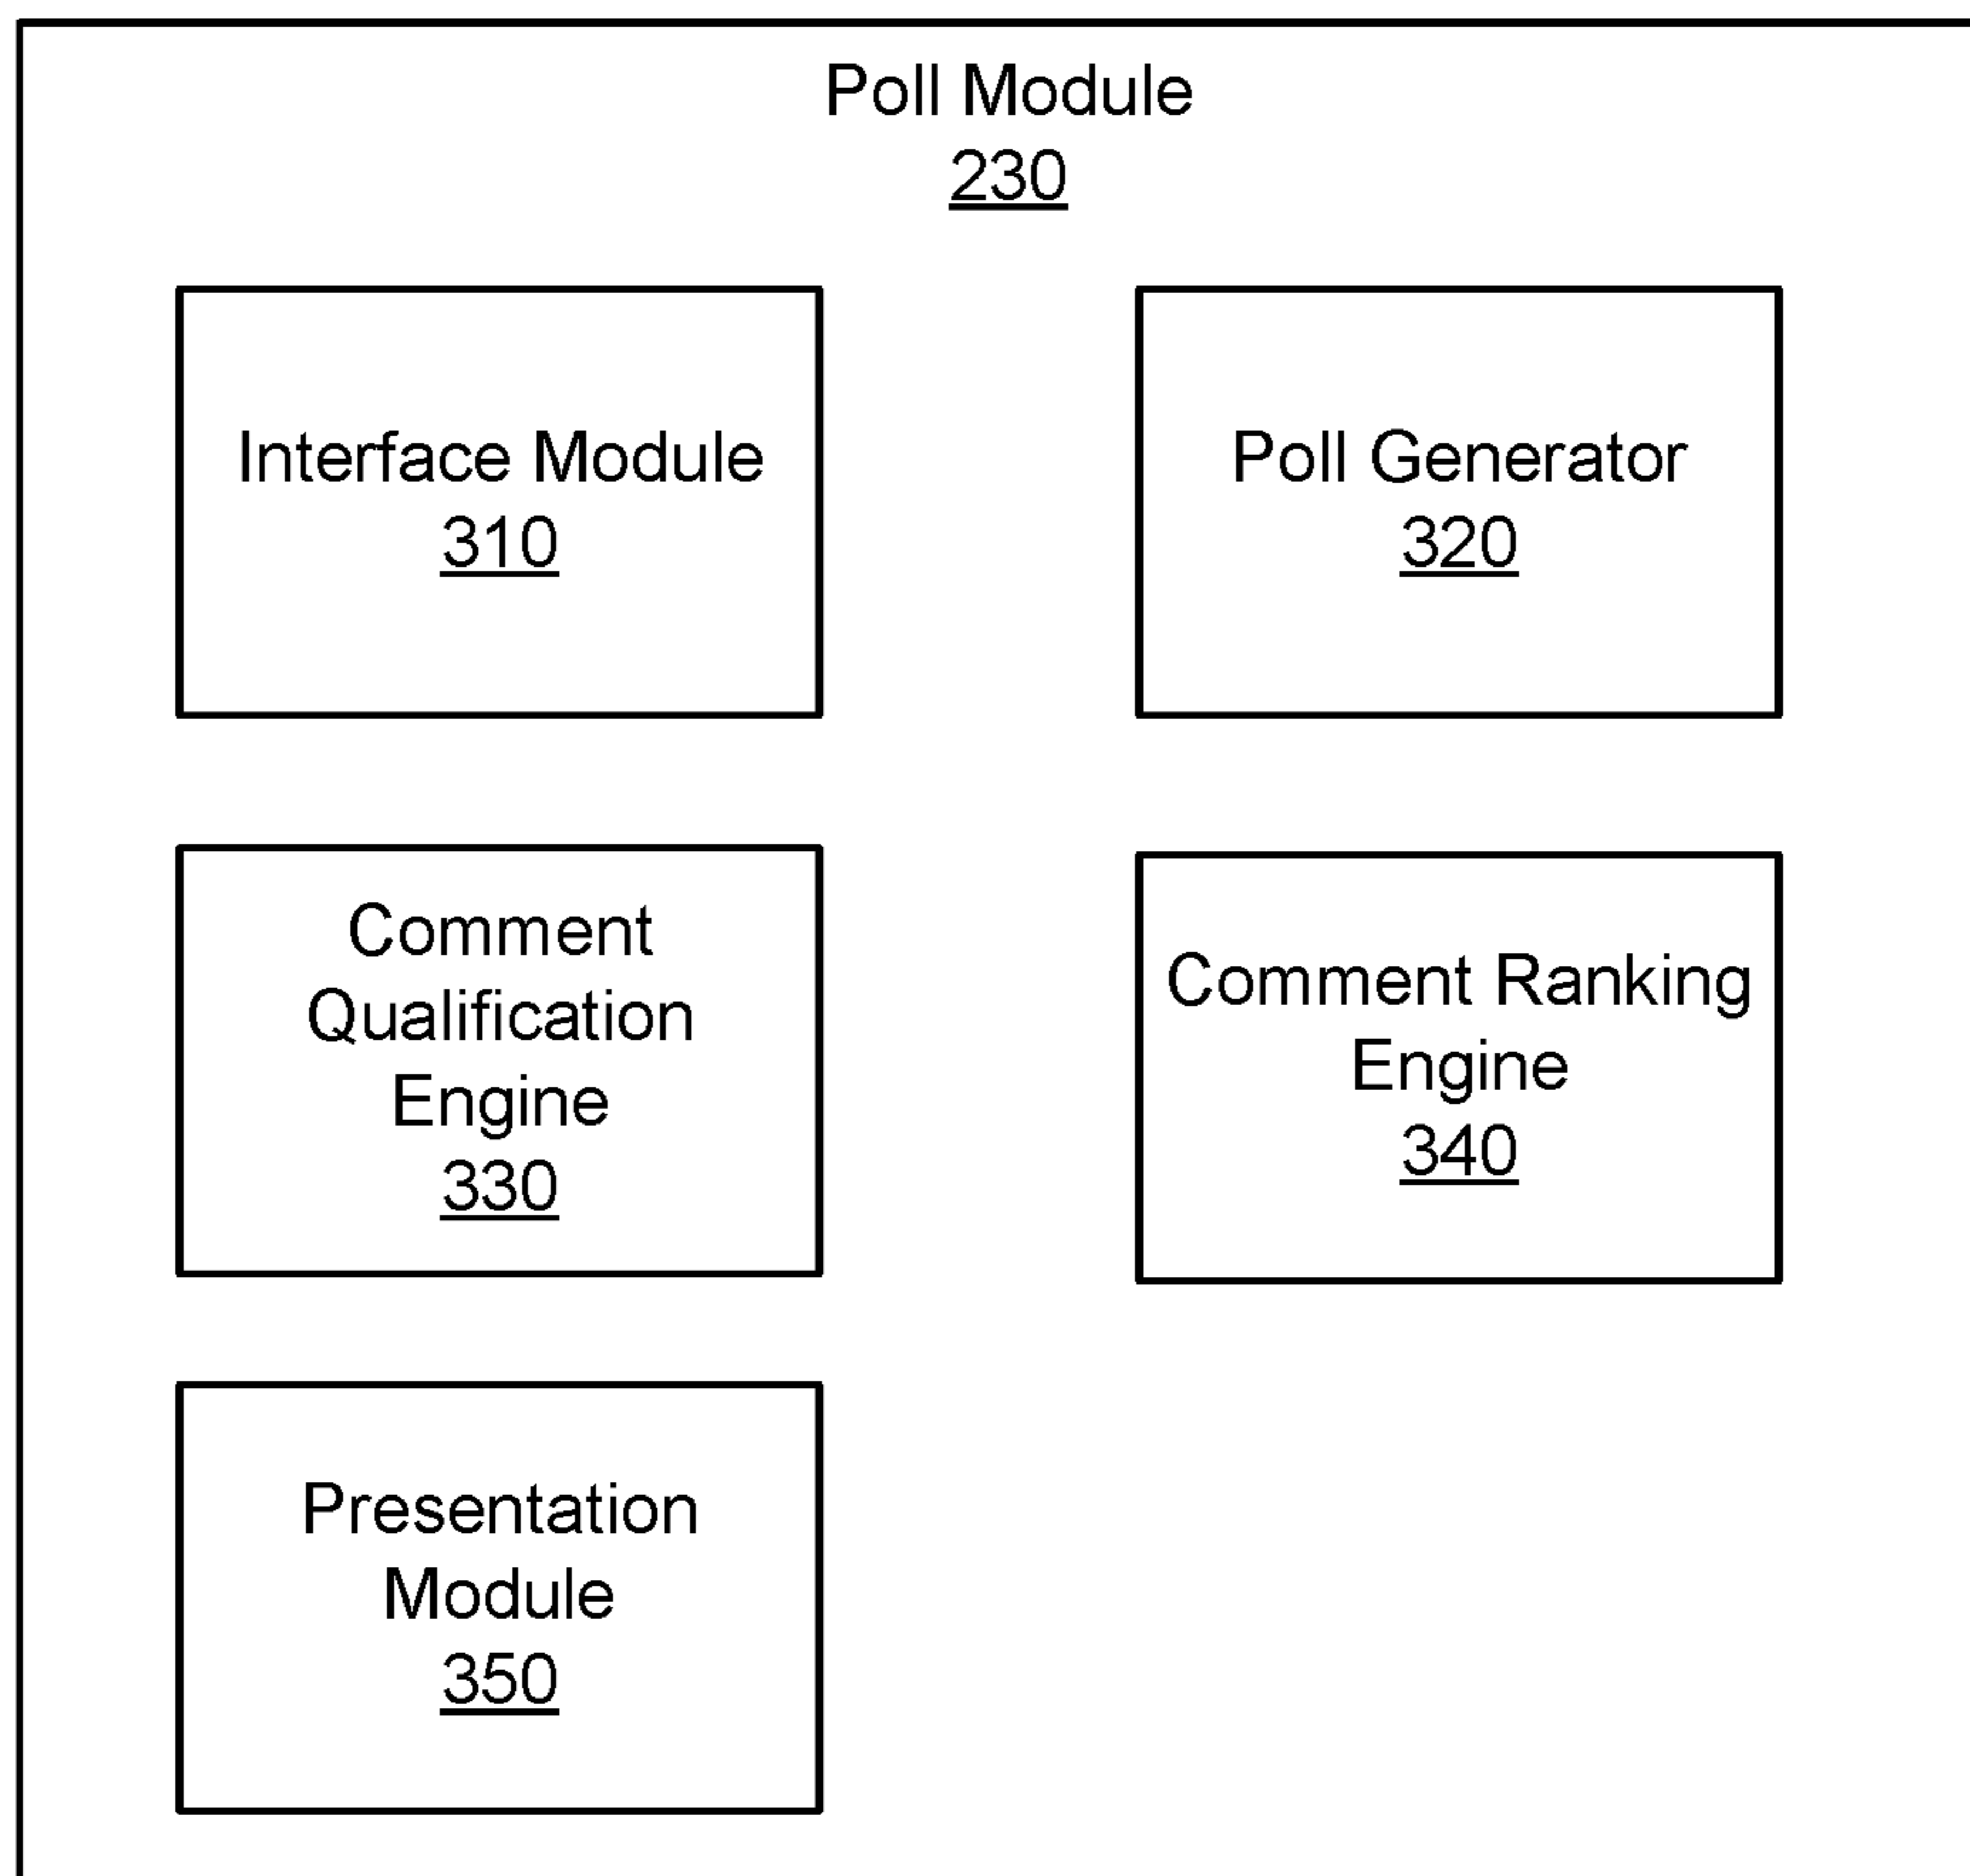 Poll Module
230
Interface Module
310
Poll Generator
320
Comment
Qualification
Engine
330
Comment Ranking
Engine
340
Presentation
Module
350